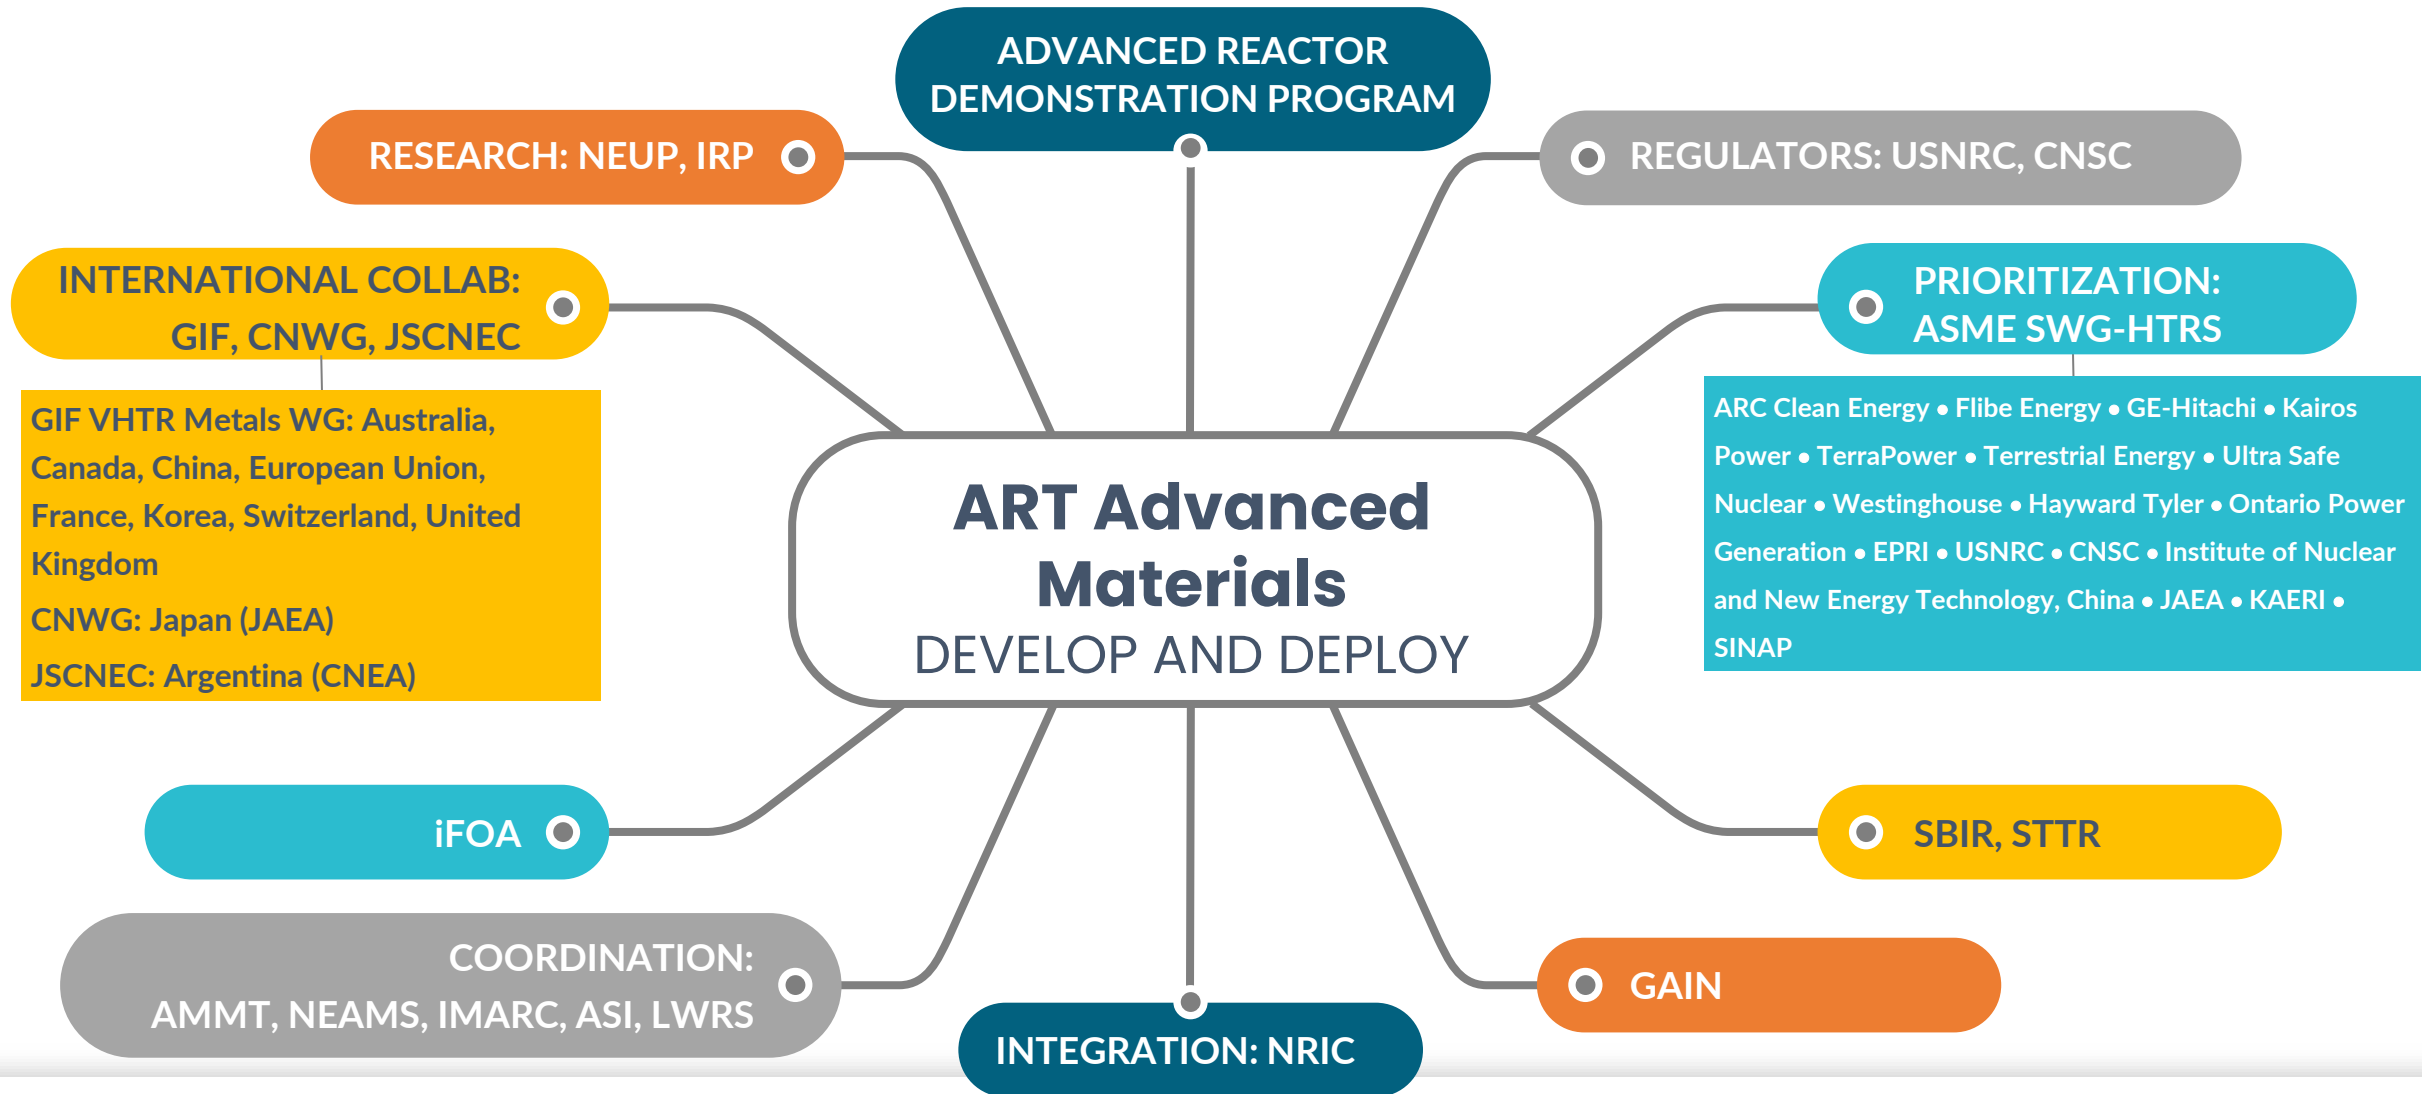 ADVANCED REACTOR
DEMONSTRATION PROGRAM
RESEARCH: NEUP, IRP
REGULATORS: USNRC, CNSC
INTERNATIONAL COLLAB:
GIF, CNWG, JSCNEC
PRIORITIZATION:
ASME SWG-HTRS
GIF VHTR Metals WG: Australia,
Canada, China, European Union,
France, Korea, Switzerland, United
Kingdom
CNWG: Japan (JAEA)
JSCNEC: Argentina (CNEA)
ARC Clean Energy • Flibe Energy • GE-Hitachi • Kairos
Power • TerraPower • Terrestrial Energy • Ultra Safe
Nuclear • Westinghouse • Hayward Tyler • Ontario Power
Generation • EPRI • USNRC • CNSC • Institute of Nuclear
and New Energy Technology, China • JAEA • KAERI •
SINAP
ART Advanced
Materials
DEVELOP AND DEPLOY
iFOA
SBIR, STTR
COORDINATION:
AMMT, NEAMS, IMARC, ASI, LWRS
GAIN
INTEGRATION: NRIC